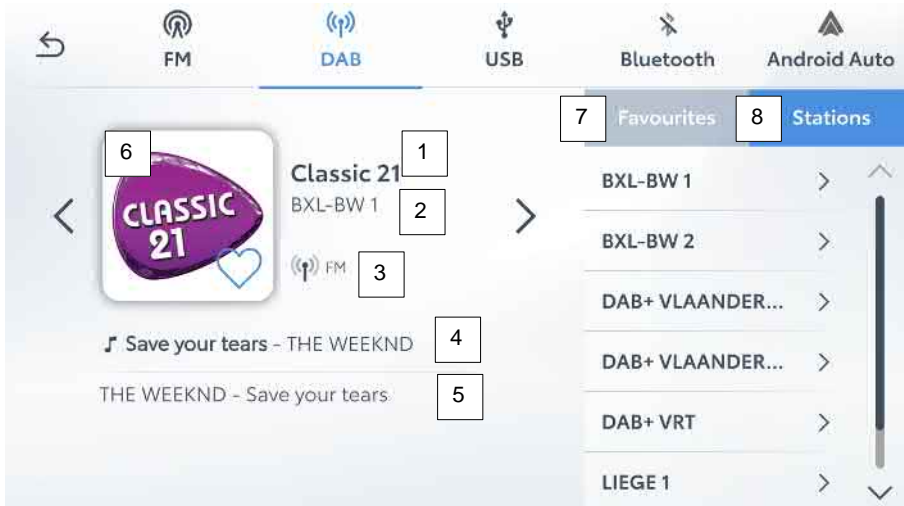 FM
DAB
USB
Bluetooth
Android Auto
7
Favourites
8
Stations
6
CLASSIC
21
Classic 21
1
BXL-BW 1
2
FM
3
Save your tears - THE WEEKND
4
THE WEEKND - Save your tears
5
BXL-BW 1
BXL-BW 2
DAB+ VLAANDER...
DAB+ VLAANDER...
DAB+ VRT
LIEGE 1